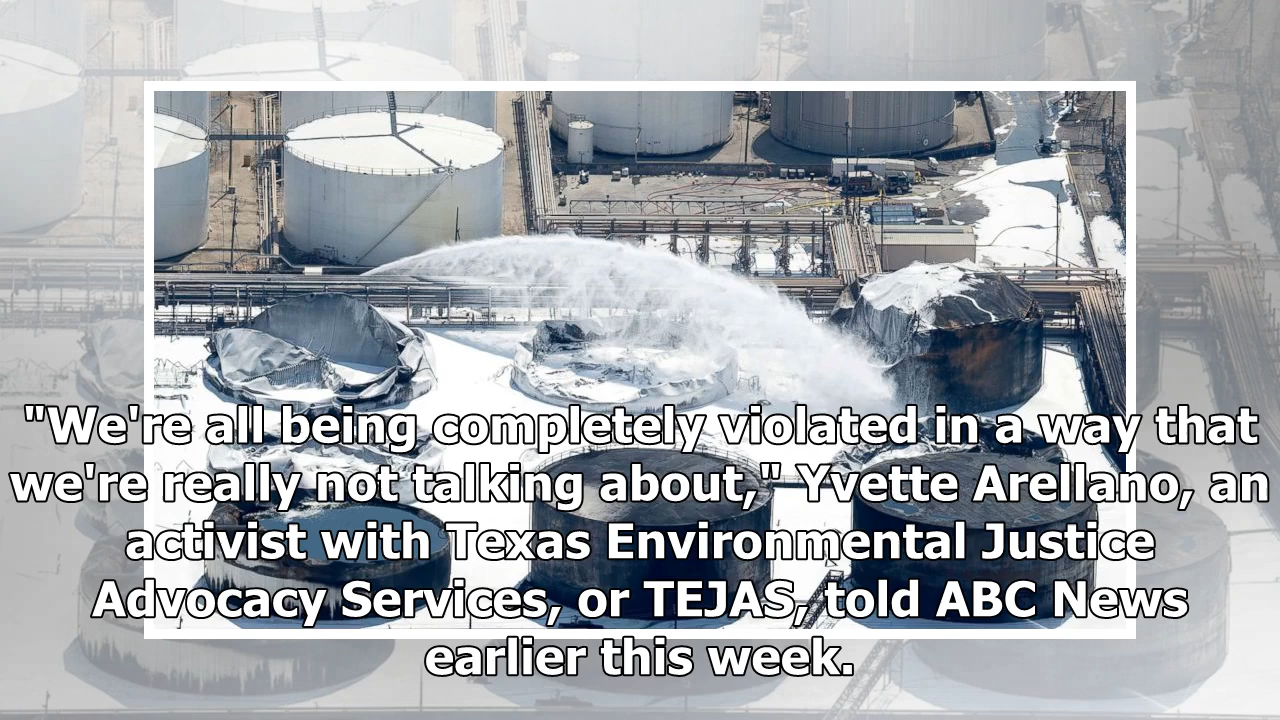 "We're all being completely violated in a way that
we're really not talking about," Yvette Arellano, an
activist with Texas Environmental Justice
Advocacy Services, or TEJAS, told ABC News
earlier this week.